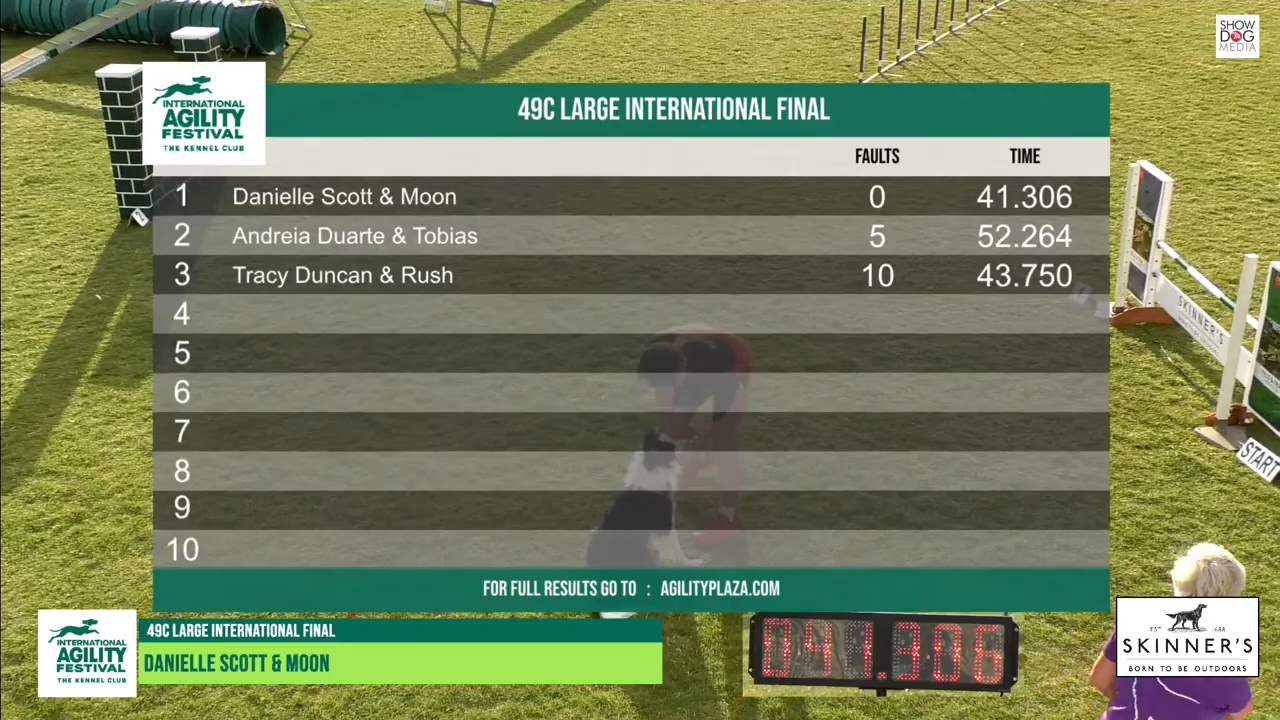 SHOW
DOG
MEDIA
INTERNATIONAL
AGILITY
FESTIVAL
THE KENNEL CLUB
49C LARGE INTERNATIONAL FINAL
FAULTS TIME
1 Danielle Scott & Moon 0 41.306
2 Andreia Duarte & Tobias 5 52.264
3 Tracy Duncan & Rush 10 43.750
4
5
6
7
8
9
10
FOR FULL RESULTS GO TO : AGILITYPLAZA.COM
SKINNER'S
START
INTERNATIONAL
AGILITY
FESTIVAL
THE KENNEL CLUB
49C LARGE INTERNATIONAL FINAL
DANIELLE SCOTT & MOON
041.306
SKINNER'S
BORN TO BE OUTDOORS